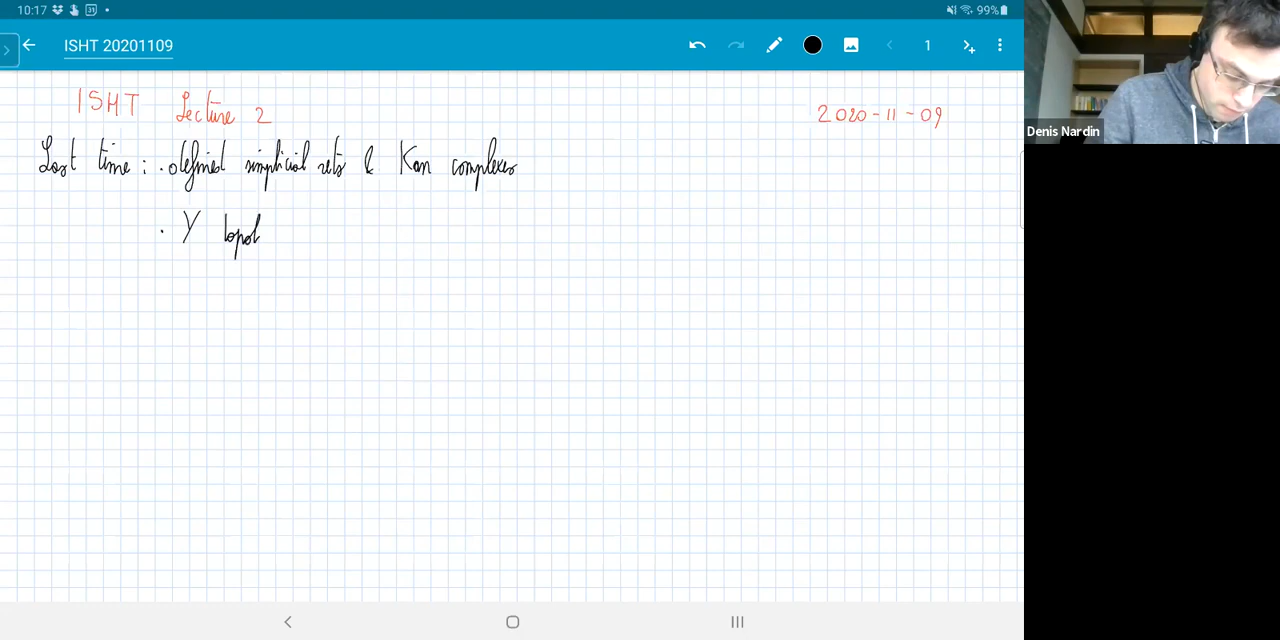 10:17 31 99%
ISHT 20201109 1
ISHT Lecture 2 2020-11-09
Last time : . defined simplicial sets & Kan complexes
. Y topol
Denis Nardin